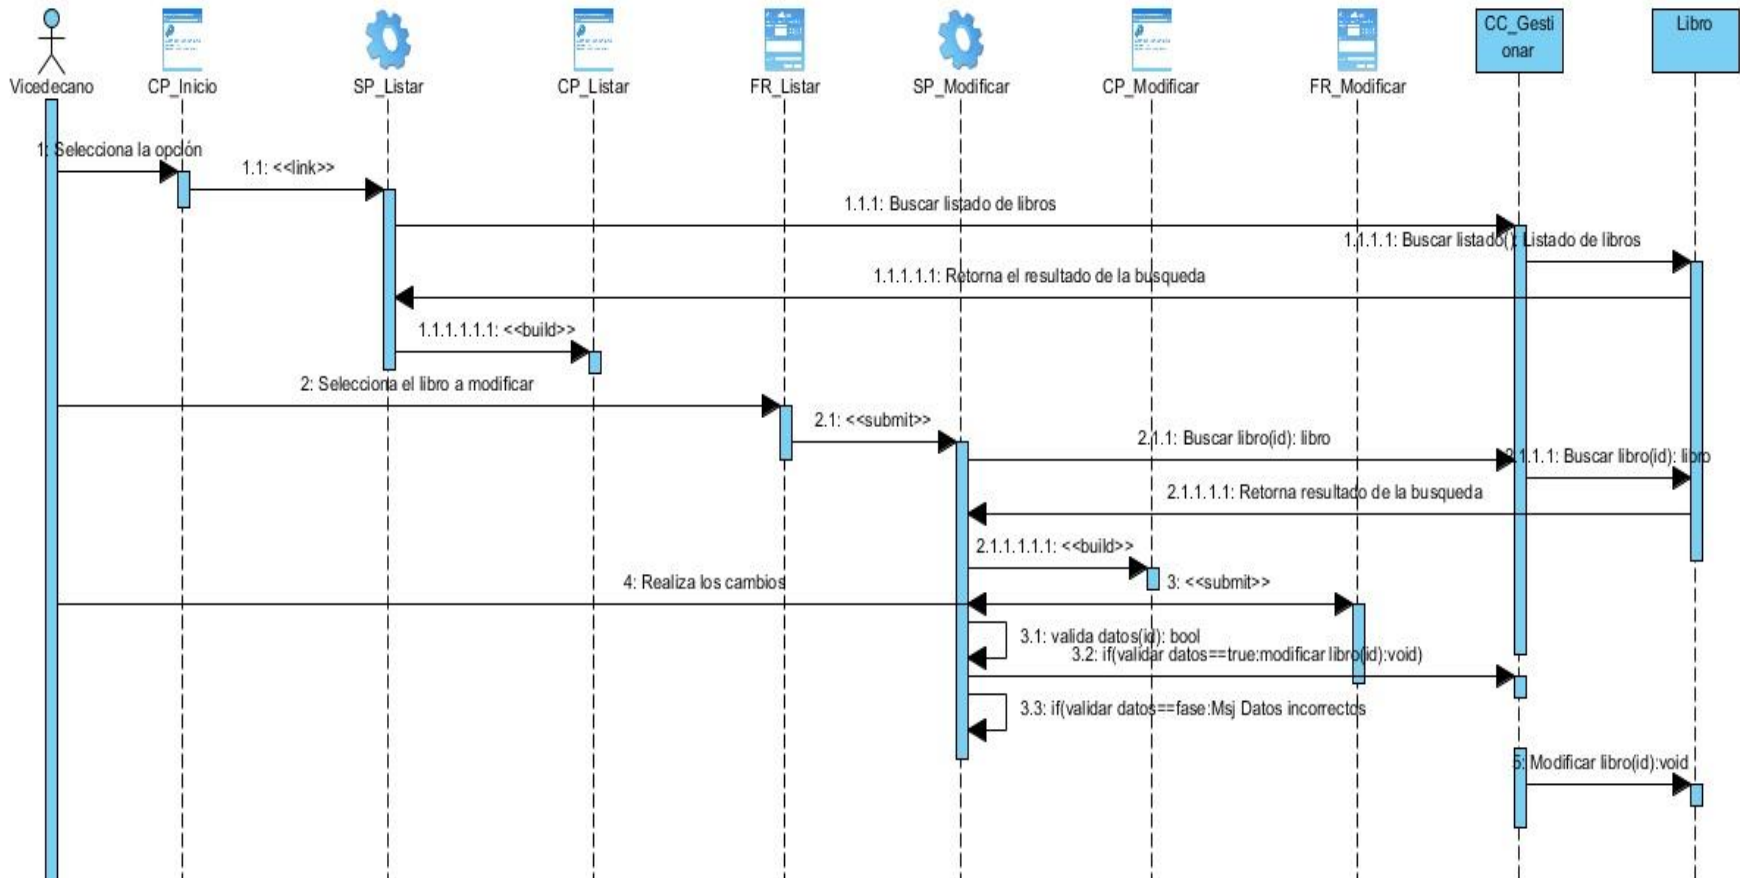 CC_Gesti
onar
Libro
Vicedecano
CP_Inicio
SP_Listar
CP_Listar
FR_Listar
SP_Modificar
CP_Modificar
FR_Modificar
1: Selecciona la opción
1.1: <<link>>
1.1.1: Buscar listado de libros
1.1.1.1: Buscar listado(): Listado de libros
1.1.1.1.1: Retorna el resultado de la busqueda
1.1.1.1.1.1: <<build>>
2: Selecciona el libro a modificar
2.1: <<submit>>
2.1.1: Buscar libro(id): libro
2.1.1.1: Buscar libro(id): libro
2.1.1.1.1: Retorna resultado de la busqueda
2.1.1.1.1.1: <<build>>
4: Realiza los cambios
3: <<submit>>
3.1: valida datos(id): bool
3.2: if(validar datos==true:modificar libro(id):void)
3.3: if(validar datos==fase:Msj Datos incorrectos
5: Modificar libro(id):void